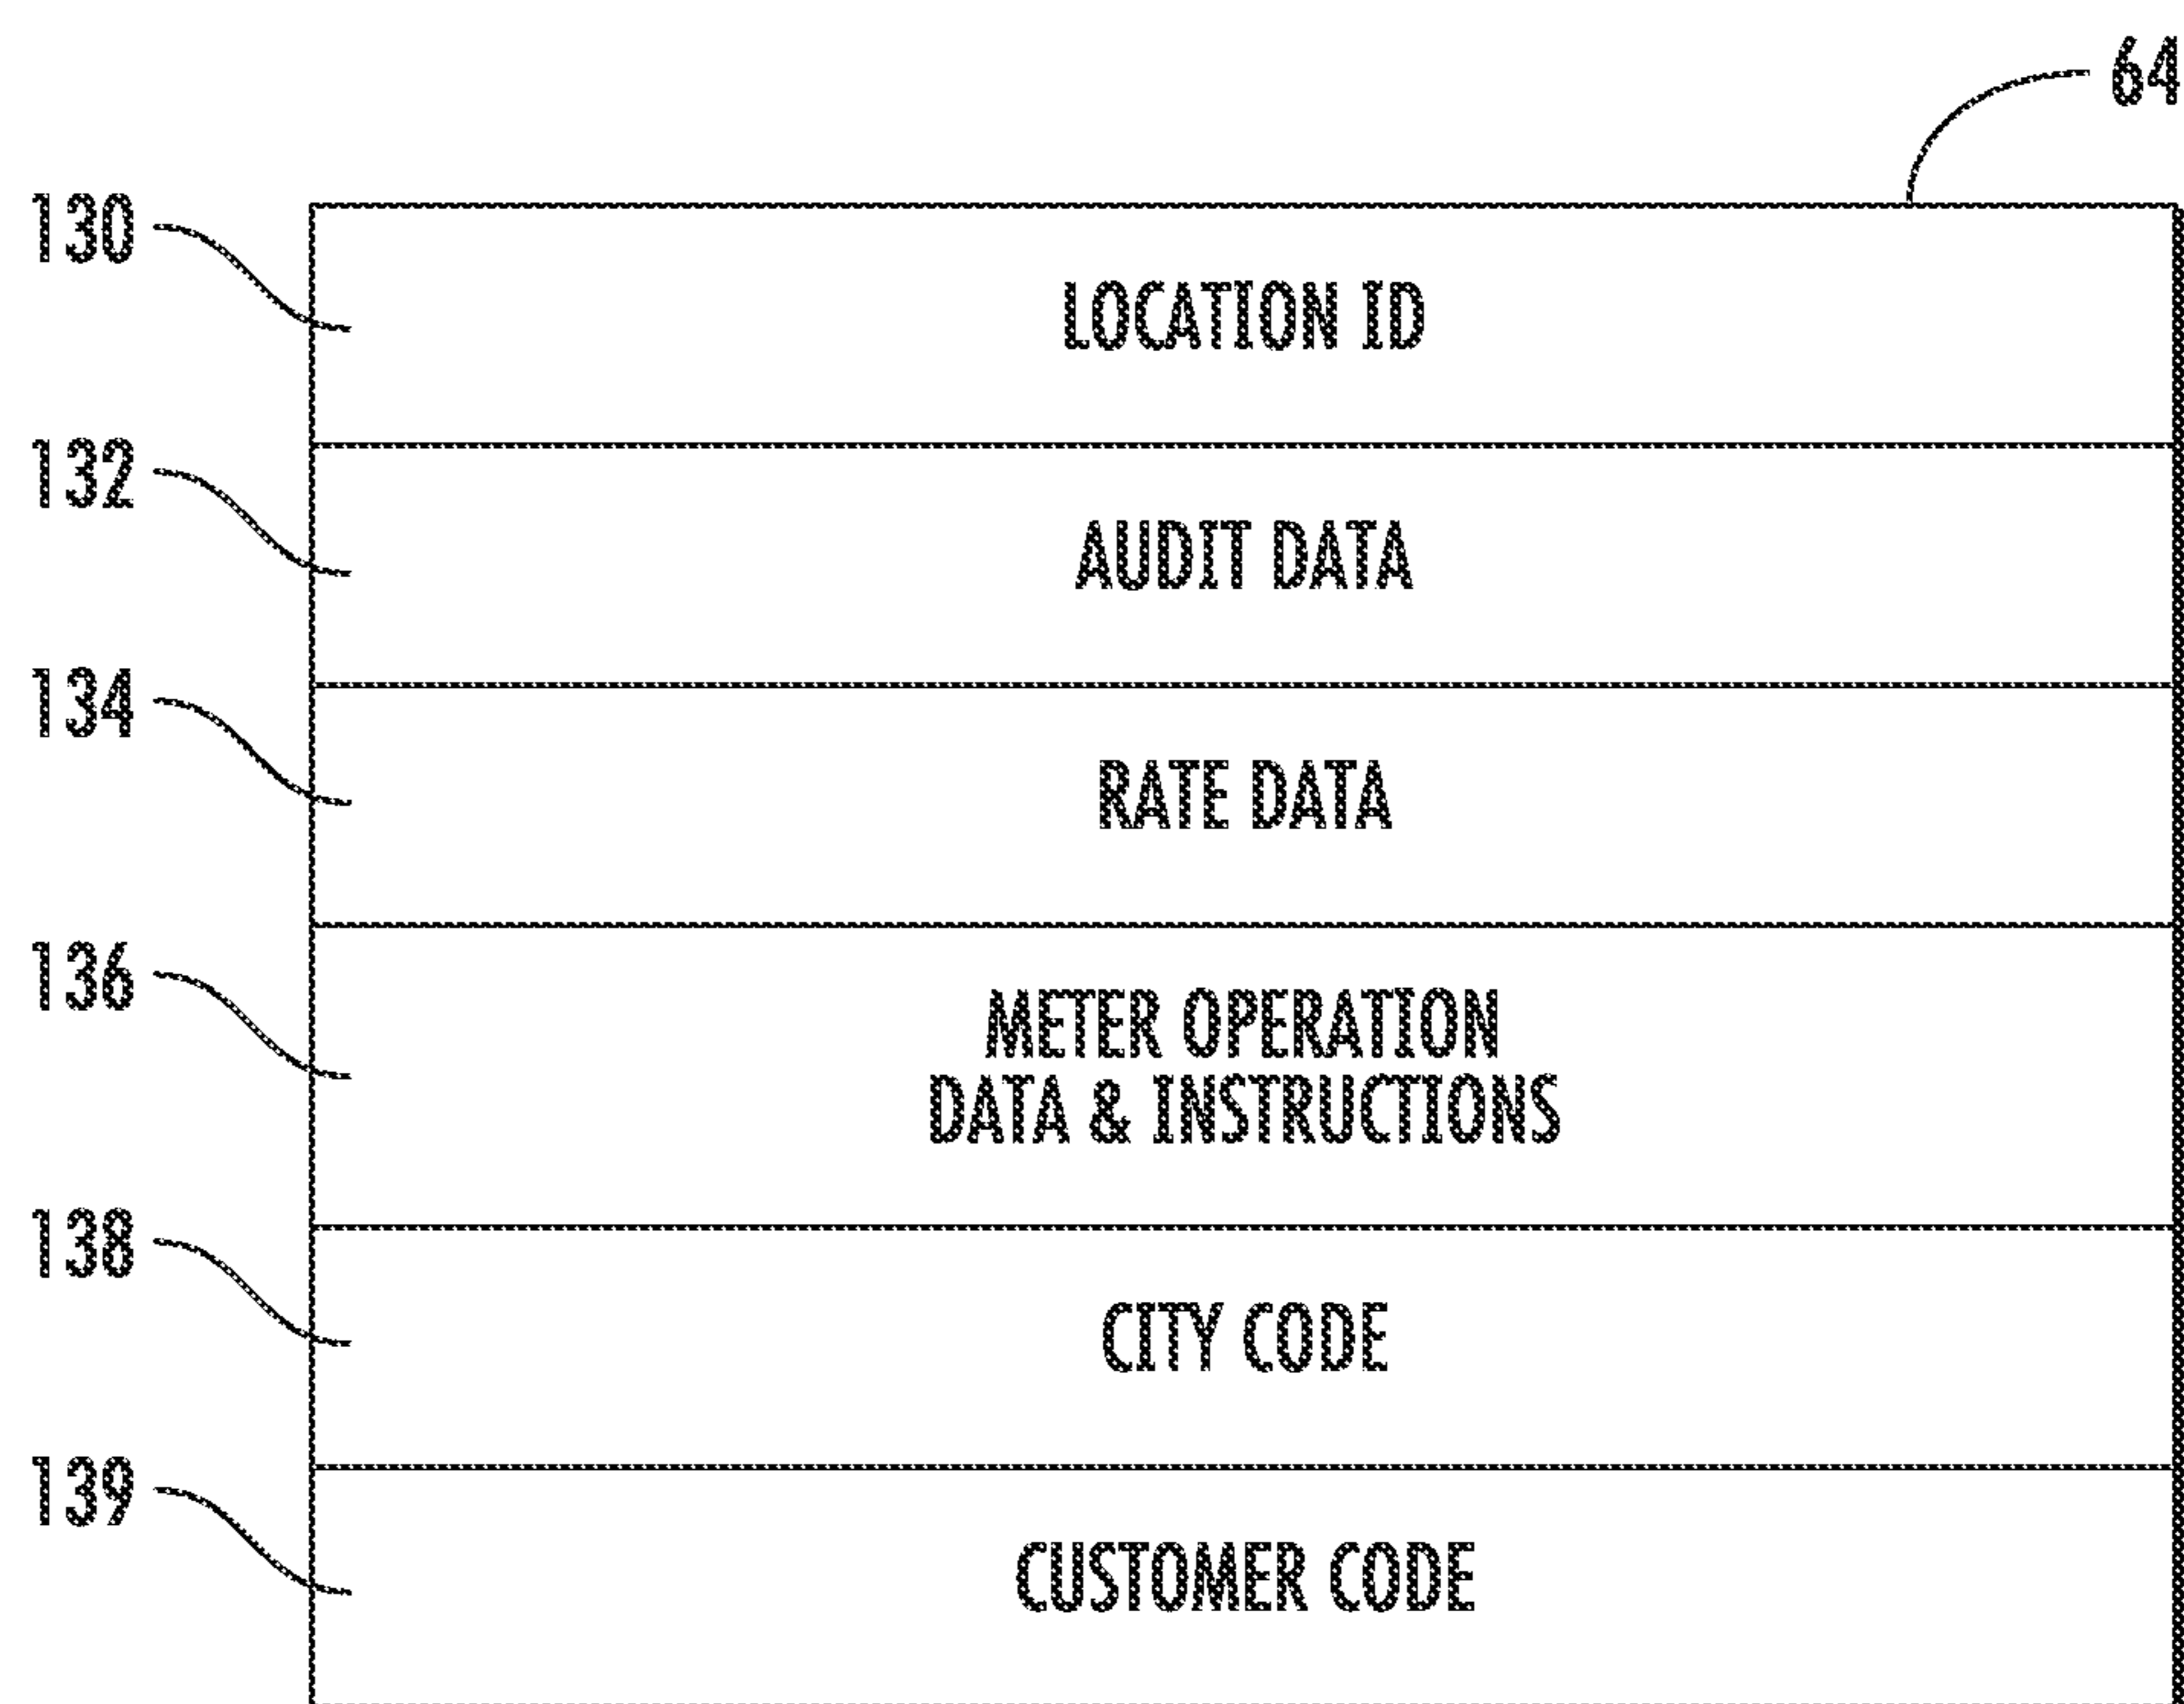 64
130
LOCATION ID
132
AUDIT DATA
134
RATE DATA
136
METER OPERATION
DATA & INSTRUCTIONS
138
CITY CODE
139
CUSTOMER CODE